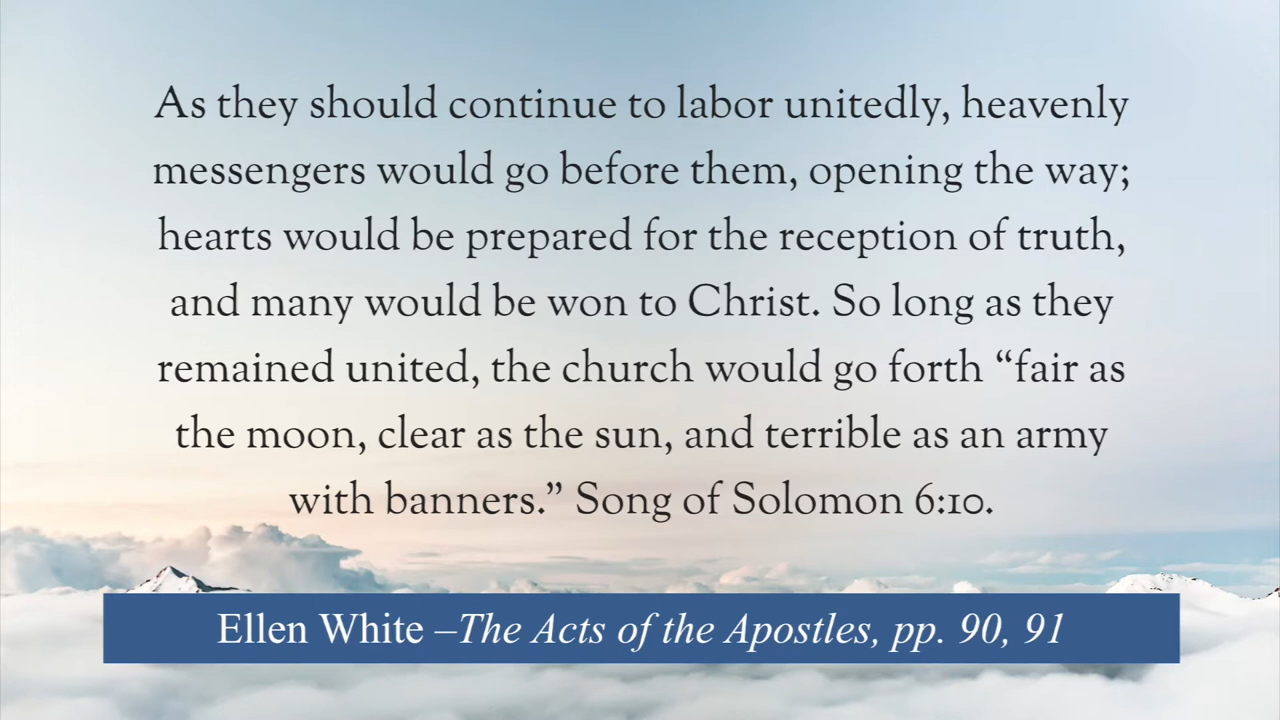 As they should continue to labor unitedly, heavenly
messengers would go before them, opening the way;
hearts would be prepared for the reception of truth,
and many would be won to Christ. So long as they
remained united, the church would go forth “fair as
the moon, clear as the sun, and terrible as an army
with banners.” Song of Solomon 6:10.
Ellen White –The Acts of the Apostles, pp. 90, 91